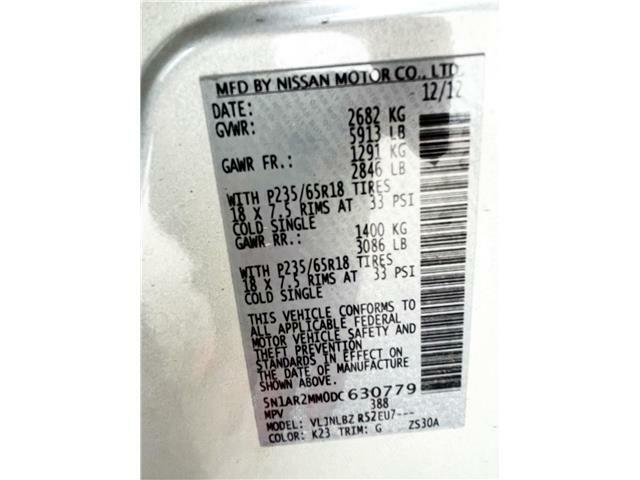 MFD BY NISSAN MOTOR CO., LTD.
DATE: 12/12
GVWR: 2682 KG
5913 LB
GAWR FR.: 1291 KG
2846 LB
WITH P235/65R18 TIRES
18 X 7.5 RIMS AT 33 PSI
COLD SINGLE
GAWR RR.: 1400 KG
3086 LB
WITH P235/65R18 TIRES
18 X 7.5 RIMS AT 33 PSI
COLD SINGLE
THIS VEHICLE CONFORMS TO
ALL APPLICABLE FEDERAL
MOTOR VEHICLE SAFETY AND
THEFT PREVENTION
STANDARDS IN EFFECT ON
THE DATE OF MANUFACTURE
SHOWN ABOVE.
5N1AR2MM0DC630779
MPV 388
MODEL: VLJNLBZ R52EU7---
COLOR: K23 TRIM: G ZS30A